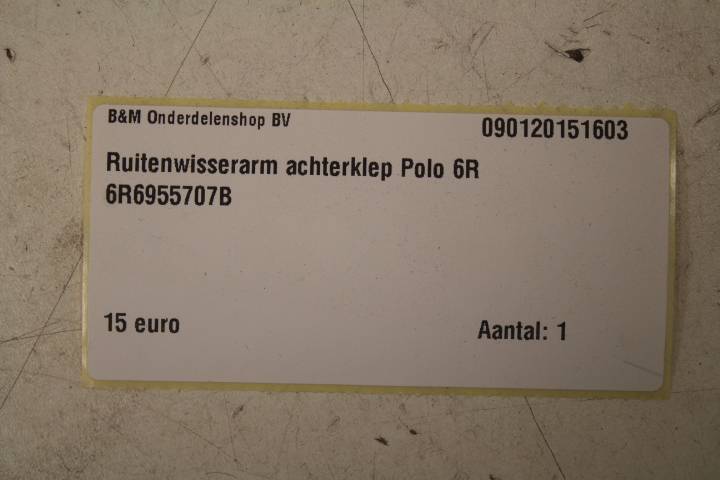 B&M Onderdelenshop BV
090120151603
Ruitenwisserarm achterklep Polo 6R
6R6955707B
15 euro
Aantal: 1